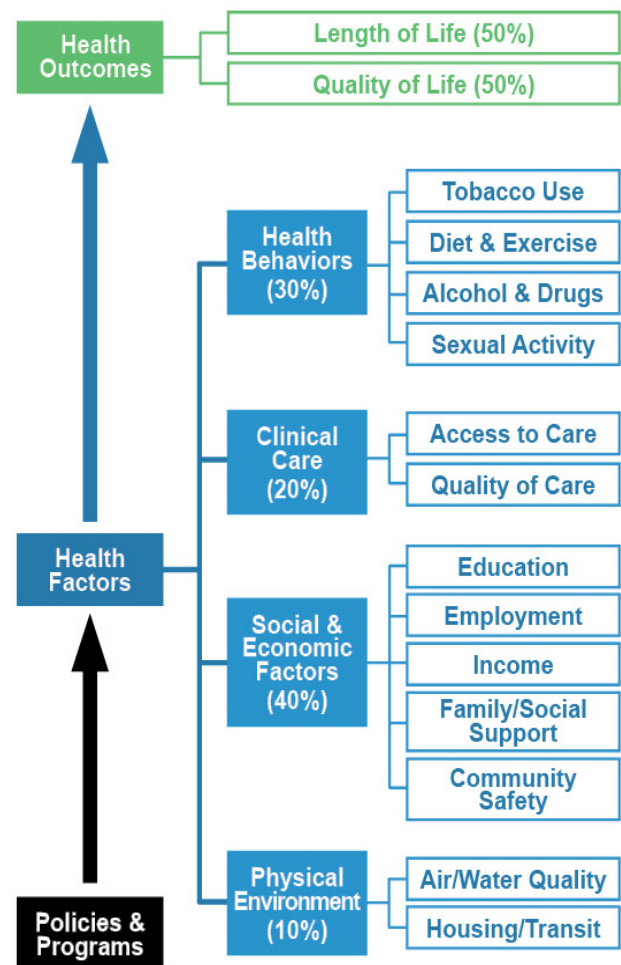 Health
Outcomes
Length of Life (50%)
Quality of Life (50%)
Health
Behaviors
(30%)
Tobacco Use
Diet & Exercise
Alcohol & Drugs
Sexual Activity
Clinical
Care
(20%)
Access to Care
Quality of Care
Health
Factors
Social &
Economic
Factors
(40%)
Education
Employment
Income
Family/Social
Support
Community
Safety
Physical
Environment
(10%)
Air/Water Quality
Housing/Transit
Policies &
Programs